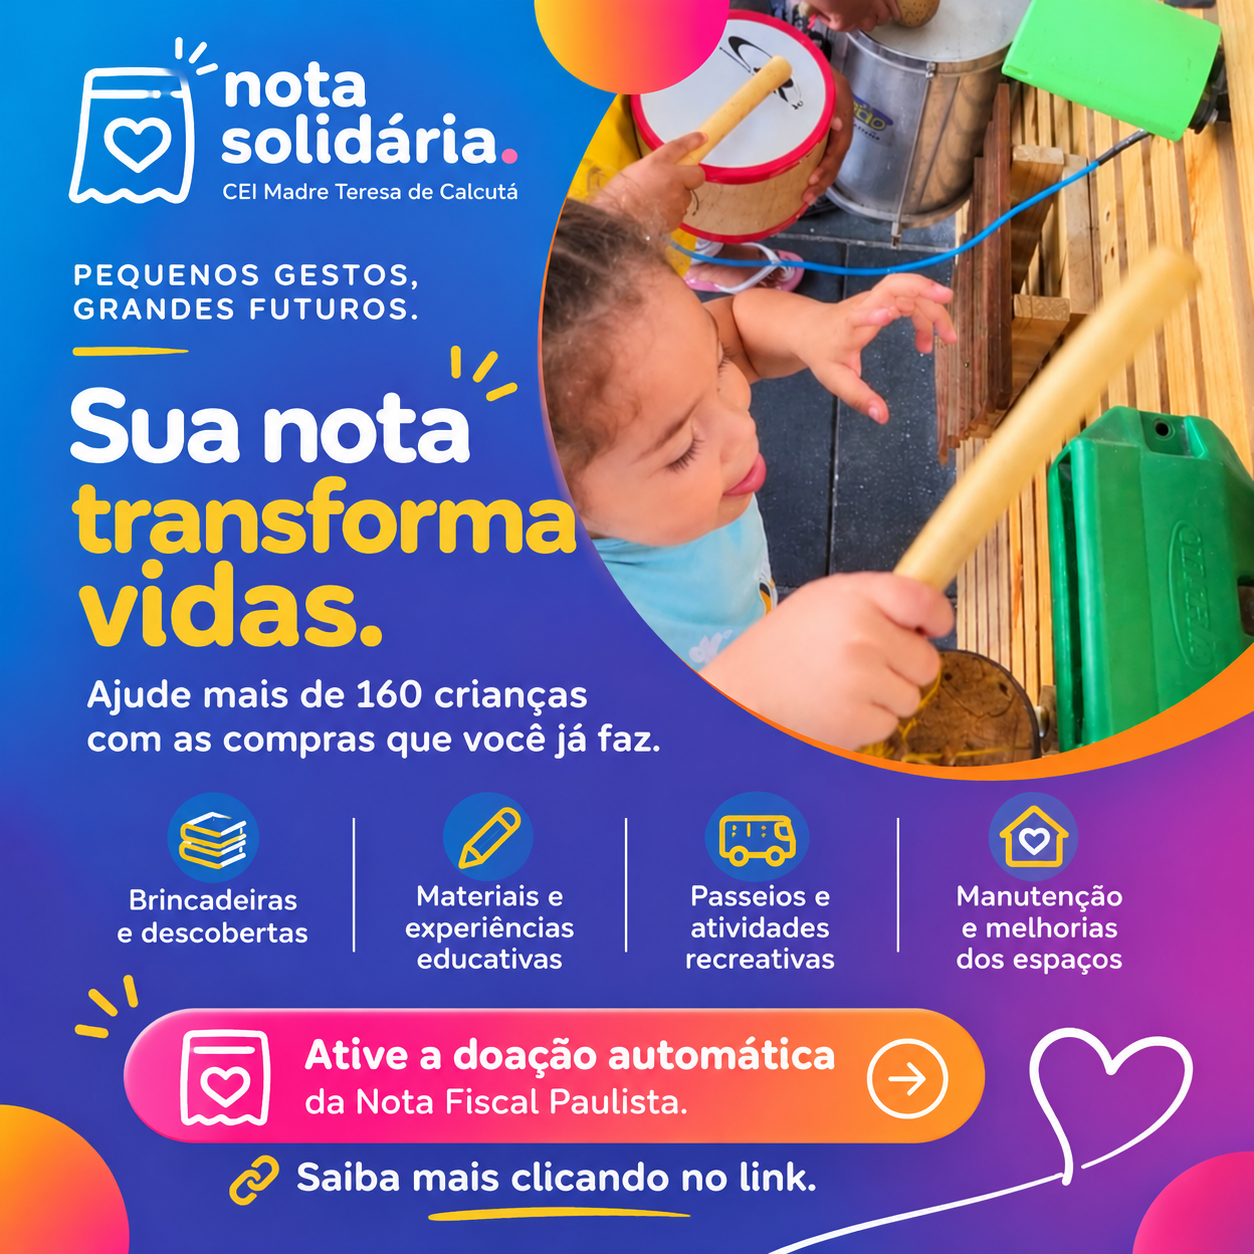 nota
solidária.
CEI Madre Teresa de Calcutá
PEQUENOS GESTOS,
GRANDES FUTUROS.
Sua nota
transforma
vidas.
Ajude mais de 160 crianças
com as compras que você já faz.
Brincadeiras
e descobertas
Materiais e
experiências
educativas
Passeios e
atividades
recreativas
Manutenção
e melhorias
dos espaços
Ative a doação automática
da Nota Fiscal Paulista.
Saiba mais clicando no link.